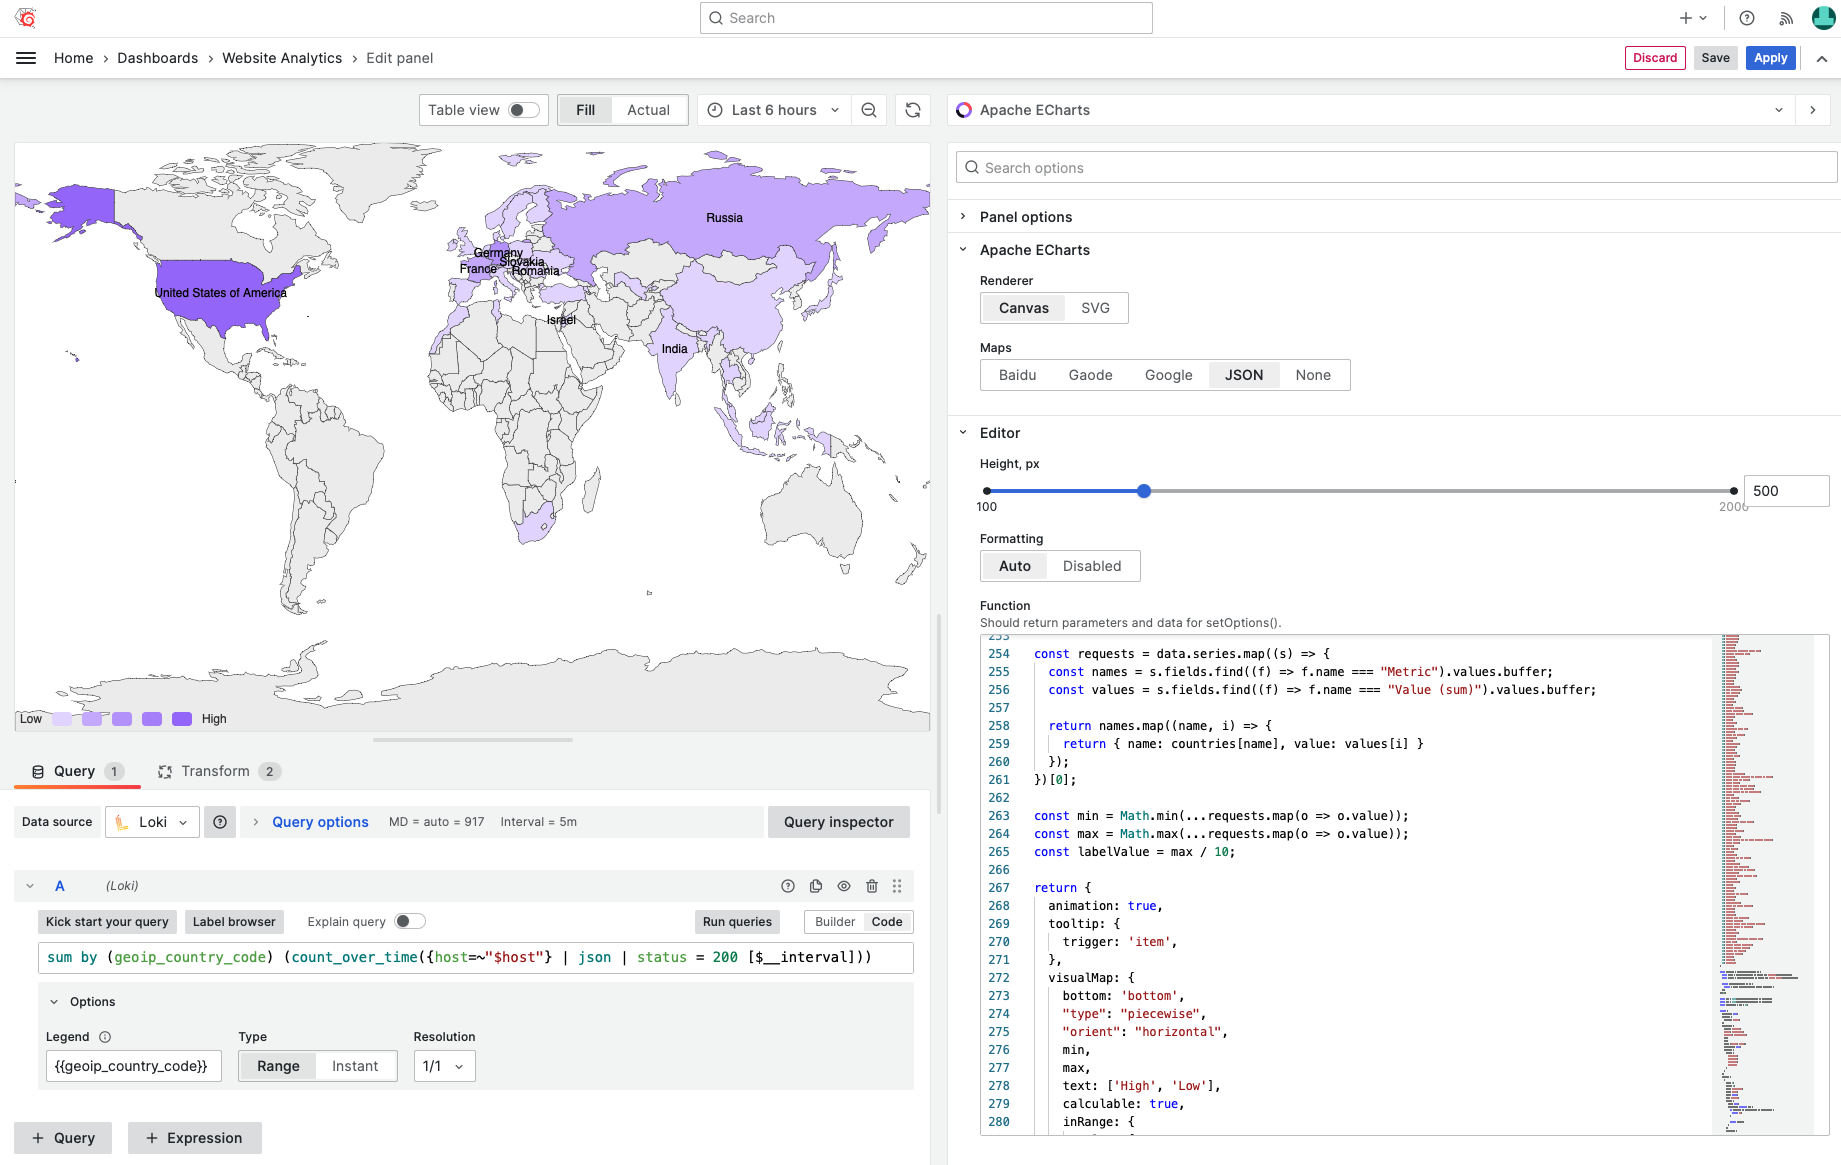 Search
Home › Dashboards › Website Analytics › Edit panel
Discard
Save
Apply
Table view
Fill
Actual
Last 6 hours
Apache ECharts
Search options
Russia
Germany
Slovakia
France
Romania
United States of America
Israel
India
Low
High
Panel options
Apache ECharts
Renderer
Canvas
SVG
Maps
Baidu
Gaode
Google
JSON
None
Editor
Height, px
500
100
2000
Formatting
Auto
Disabled
Function
Should return parameters and data for setOptions().
253
254 const requests = data.series.map((s) => {
255 const names = s.fields.find((f) => f.name === "Metric").values.buffer;
256 const values = s.fields.find((f) => f.name === "Value (sum)").values.buffer;
257
258 return names.map((name, i) => {
259 return { name: countries[name], value: values[i] }
260 });
261 })[0];
262
263 const min = Math.min(...requests.map(o => o.value));
264 const max = Math.max(...requests.map(o => o.value));
265 const labelValue = max / 10;
266
267 return {
268 animation: true,
269 tooltip: {
270 trigger: 'item',
271 },
272 visualMap: {
273 bottom: 'bottom',
274 "type": "piecewise",
275 "orient": "horizontal",
276 min,
277 max,
278 text: ['High', 'Low'],
279 calculable: true,
280 inRange: {
Query 1
Transform 2
Data source
Loki
Query options
MD = auto = 917
Interval = 5m
Query inspector
A
(Loki)
Kick start your query
Label browser
Explain query
Run queries
Builder
Code
sum by (geoip_country_code) (count_over_time({host=~"$host"} | json | status = 200 [$__interval]))
Options
Legend
Type
Resolution
{{geoip_country_code}}
Range
Instant
1/1
+ Query
+ Expression